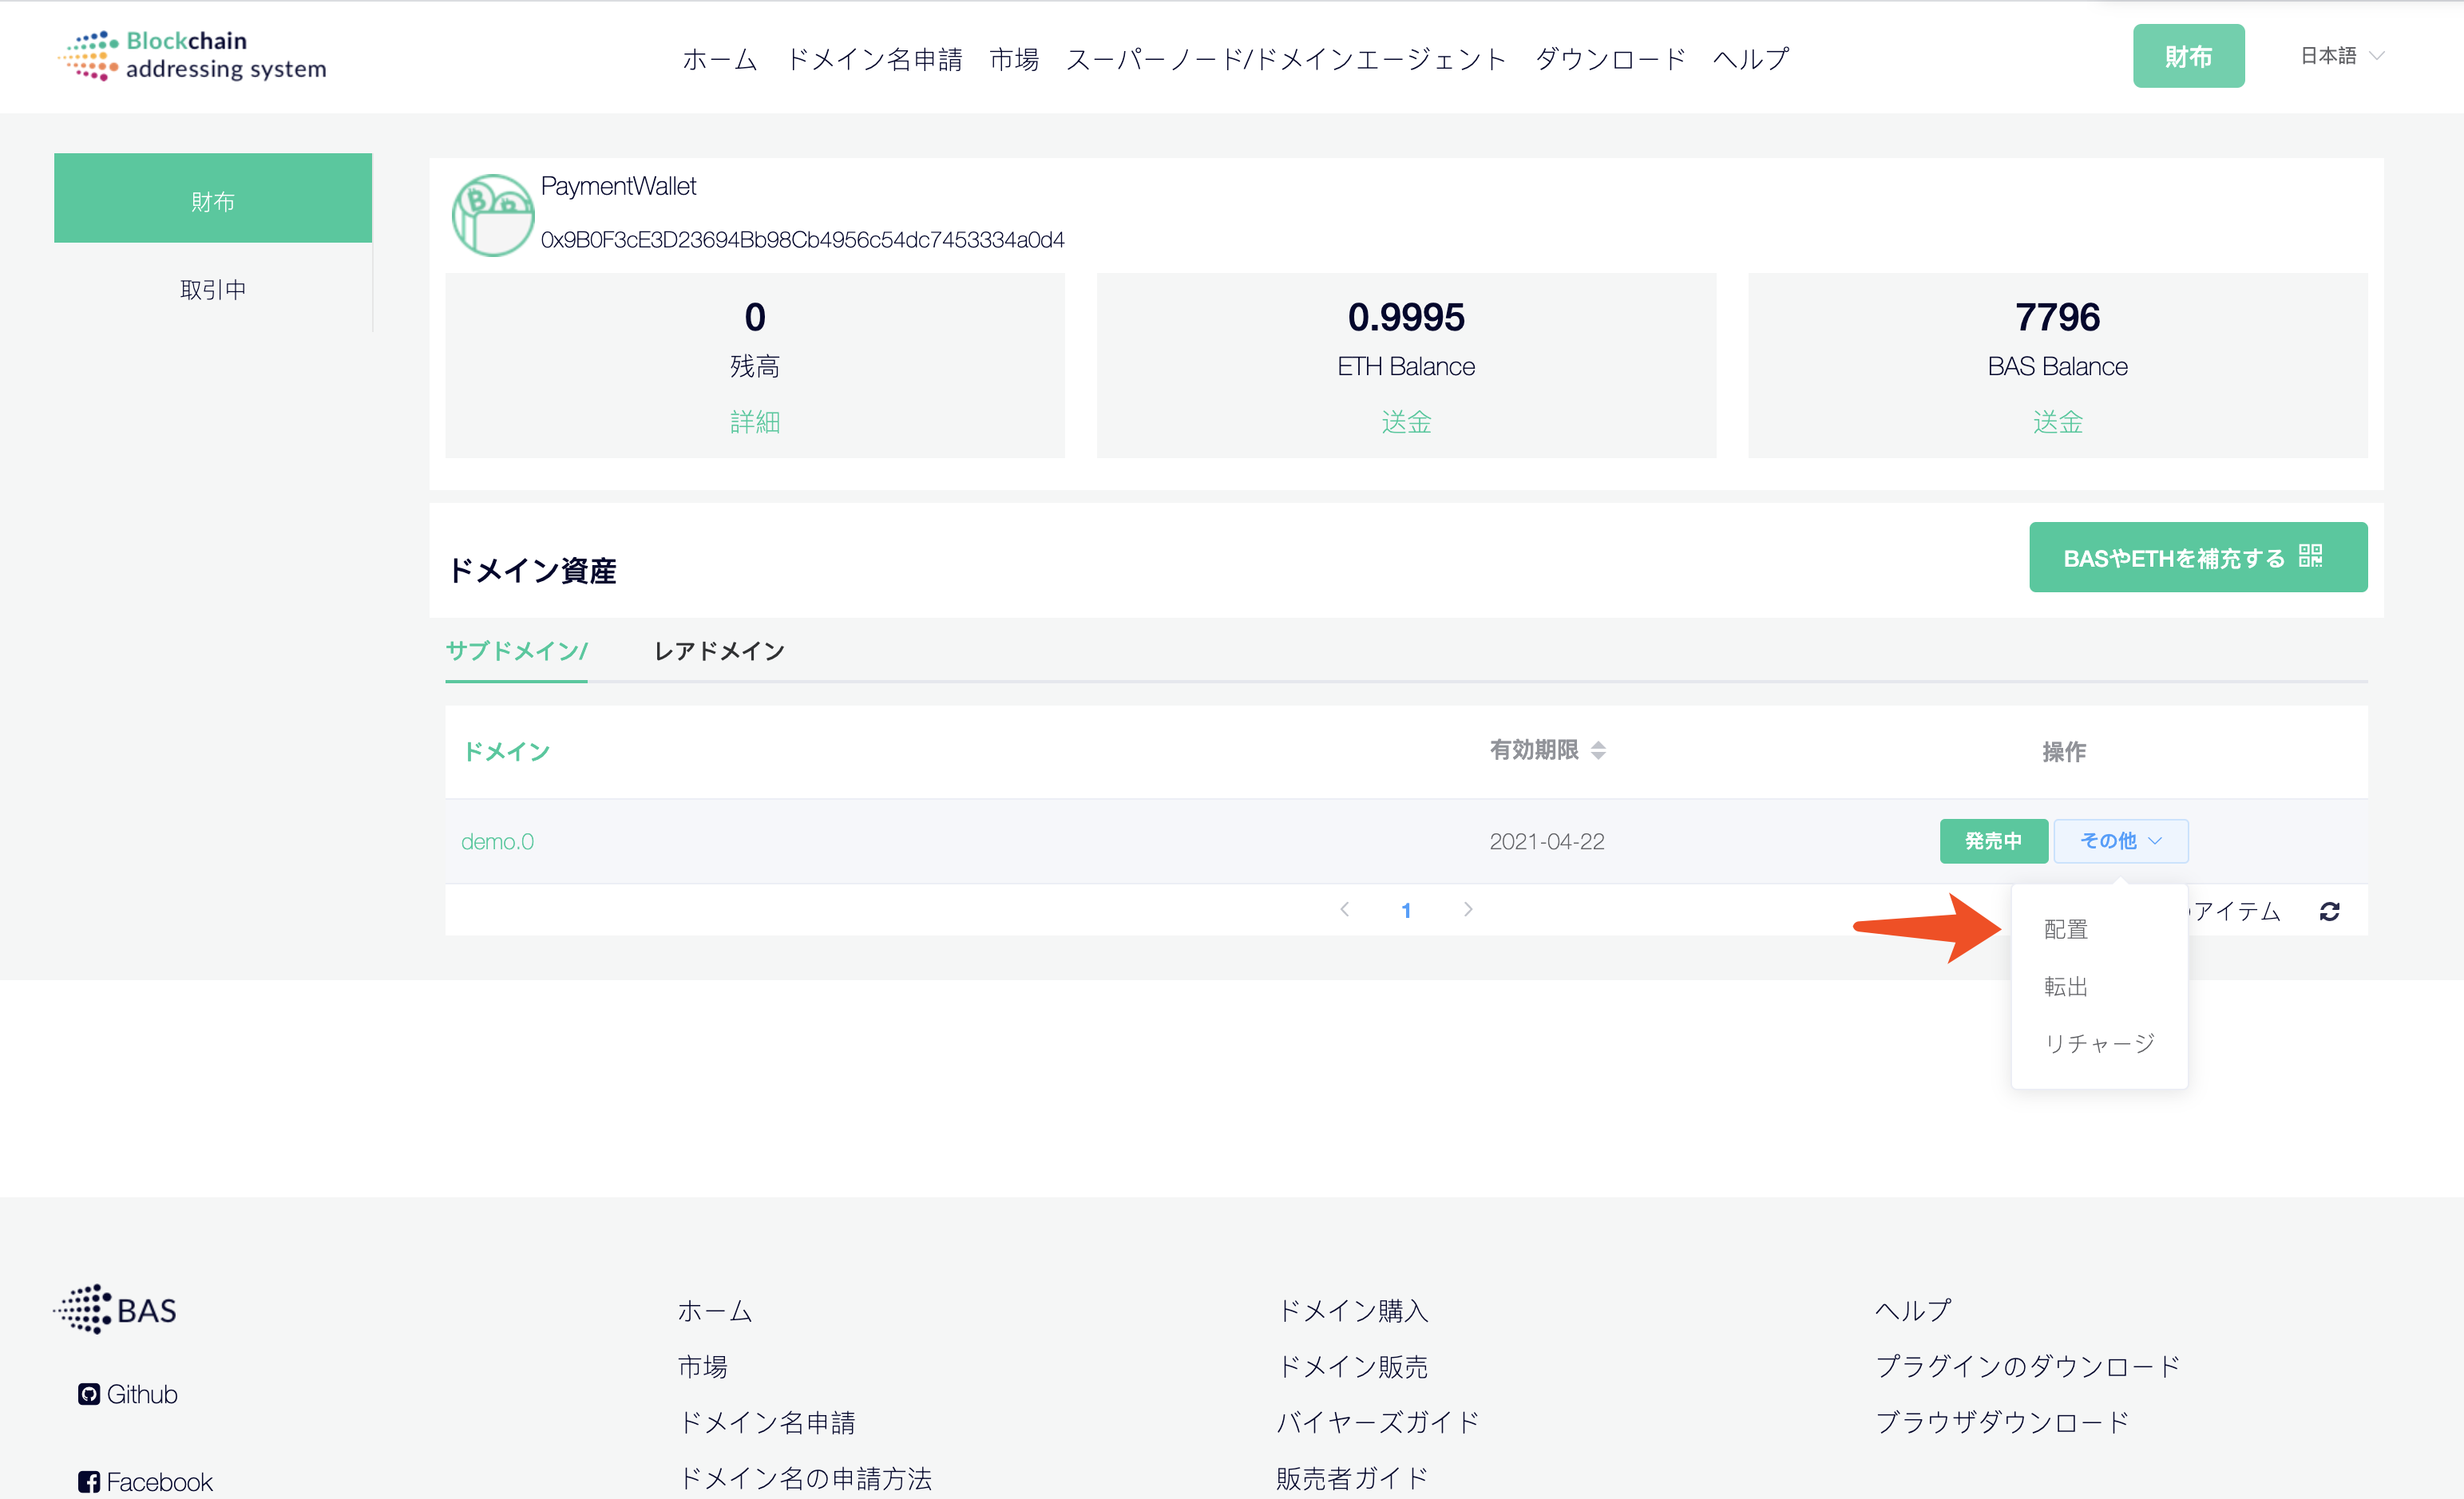 Blockchain
addressing system
ホーム ドメイン名申請 市場 スーパーノード/ドメインエージェント ダウンロード ヘルプ
財布
日本語
財布
取引中
PaymentWallet
0x9B0F3cE3D23694Bb98Cb4956c54dc7453334a0d4
0
残高
詳細
0.9995
ETH Balance
送金
7796
BAS Balance
送金
ドメイン資産
BASやETHを補充する
サブドメイン/ レアドメイン
ドメイン 有効期限 操作
demo.0 2021-04-22 発売中 その他
1
アイテム
配置
転出
リチャージ
BAS
Github
Facebook
ホーム
市場
ドメイン名申請
ドメイン名の申請方法
ドメイン購入
ドメイン販売
バイヤーズガイド
販売者ガイド
ヘルプ
プラグインのダウンロード
ブラウザダウンロード